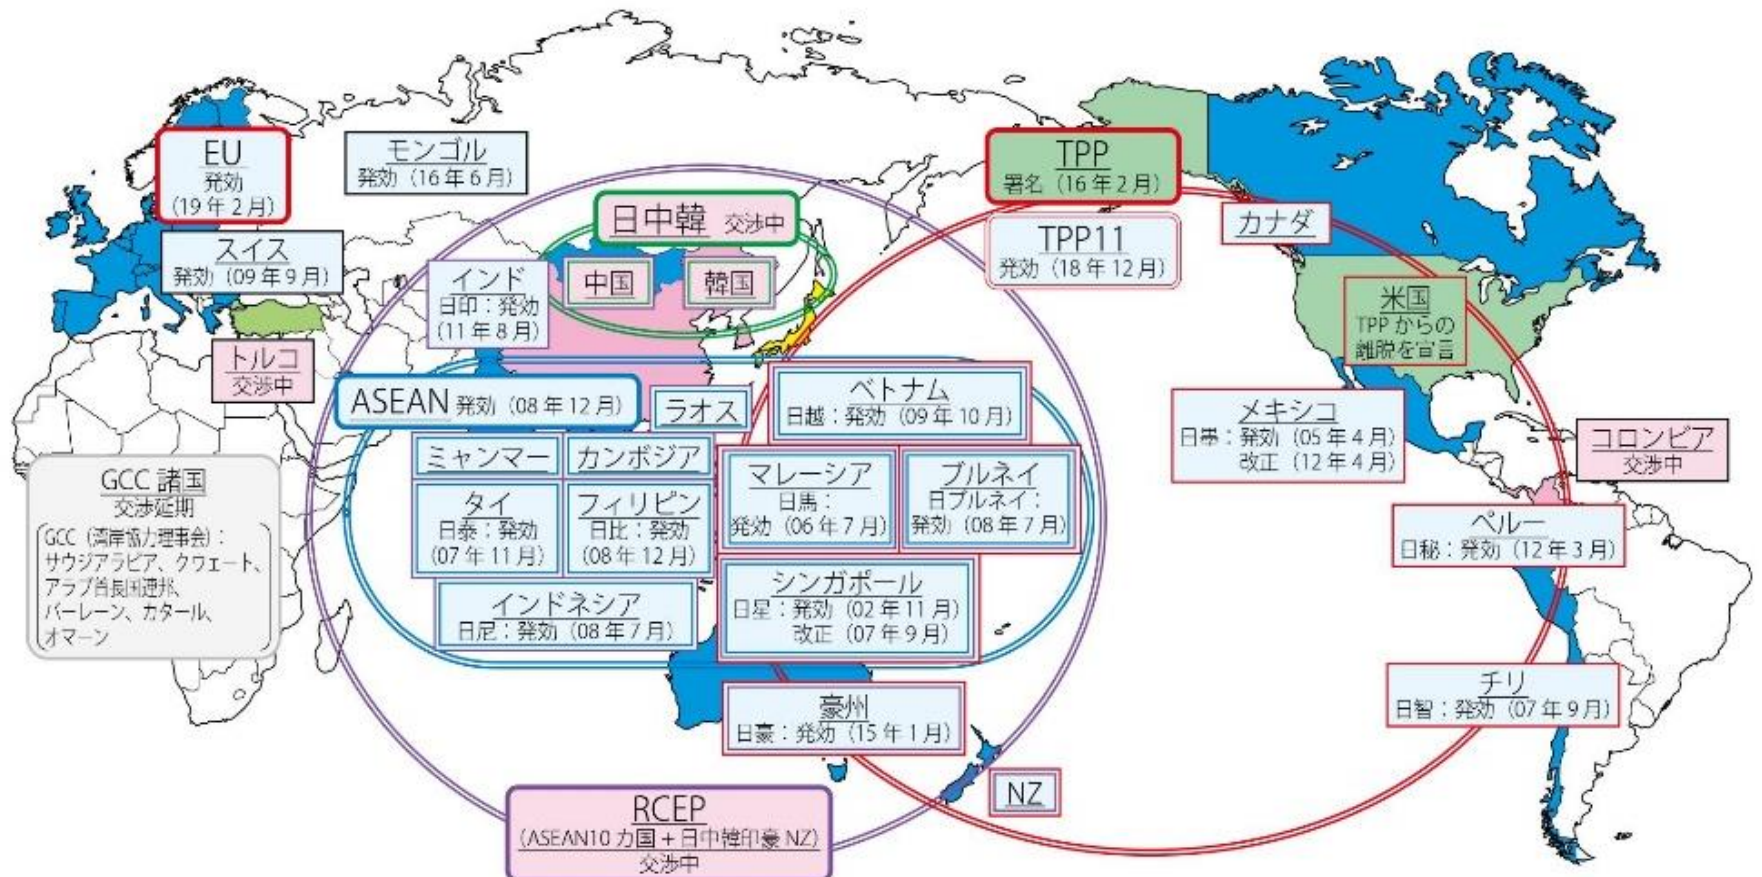 EU
発効
(19年2月)
モンゴル
発効(16年6月)
スイス
発効(09年9月)
トルコ
交渉中
GCC諸国
交渉延期
GCC(湾岸協力理事会):
サウジアラビア、クウェート、
アラブ首長国連邦、
バーレーン、カタール、
オマーン
日中韓 交渉中
中国
韓国
インド
日印:発効
(11年8月)
ASEAN 発効(08年12月)
ラオス
ミャンマー
カンボジア
タイ
日泰:発効
(07年11月)
フィリピン
日比:発効
(08年12月)
インドネシア
日尼:発効(08年7月)
ベトナム
日越:発効(09年10月)
マレーシア
日馬:
発効(06年7月)
ブルネイ
日ブルネイ:
発効(08年7月)
シンガポール
日星:発効(02年11月)
改正(07年9月)
豪州
日豪:発効(15年1月)
NZ
RCEP
(ASEAN10カ国+日中韓印豪NZ)
交渉中
TPP
署名(16年2月)
TPP11
発効(18年12月)
カナダ
米国
TPPからの
離脱を宣言
メキシコ
日墨:発効(05年4月)
改正(12年4月)
コロンビア
交渉中
ペルー
日秘:発効(12年3月)
チリ
日智:発効(07年9月)